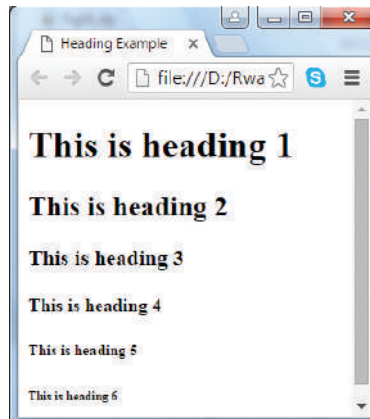 Heading Example
file:///D:/Rwa
This is heading 1
This is heading 2
This is heading 3
This is heading 4
This is heading 5
This is heading 6